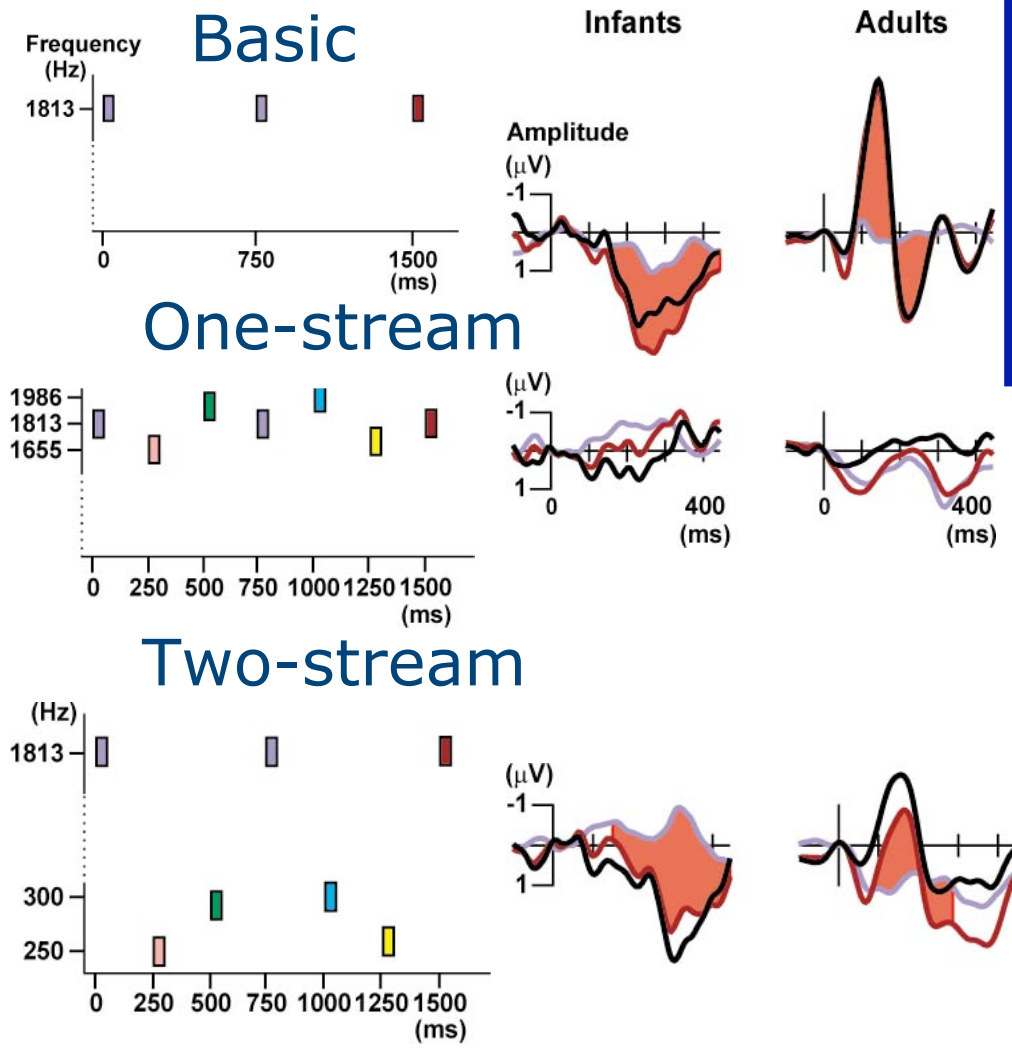 Basic
Infants
Adults
Frequency
(Hz)
1813
0
750
1500
(ms)
Amplitude
(μV)
-1
1
One-stream
1986
1813
1655
0
250
500
750
1000
1250
1500
(ms)
(μV)
-1
1
0
400
(ms)
0
400
(ms)
Two-stream
(Hz)
1813
300
250
0
250
500
750
1000
1250
1500
(ms)
(μV)
-1
1